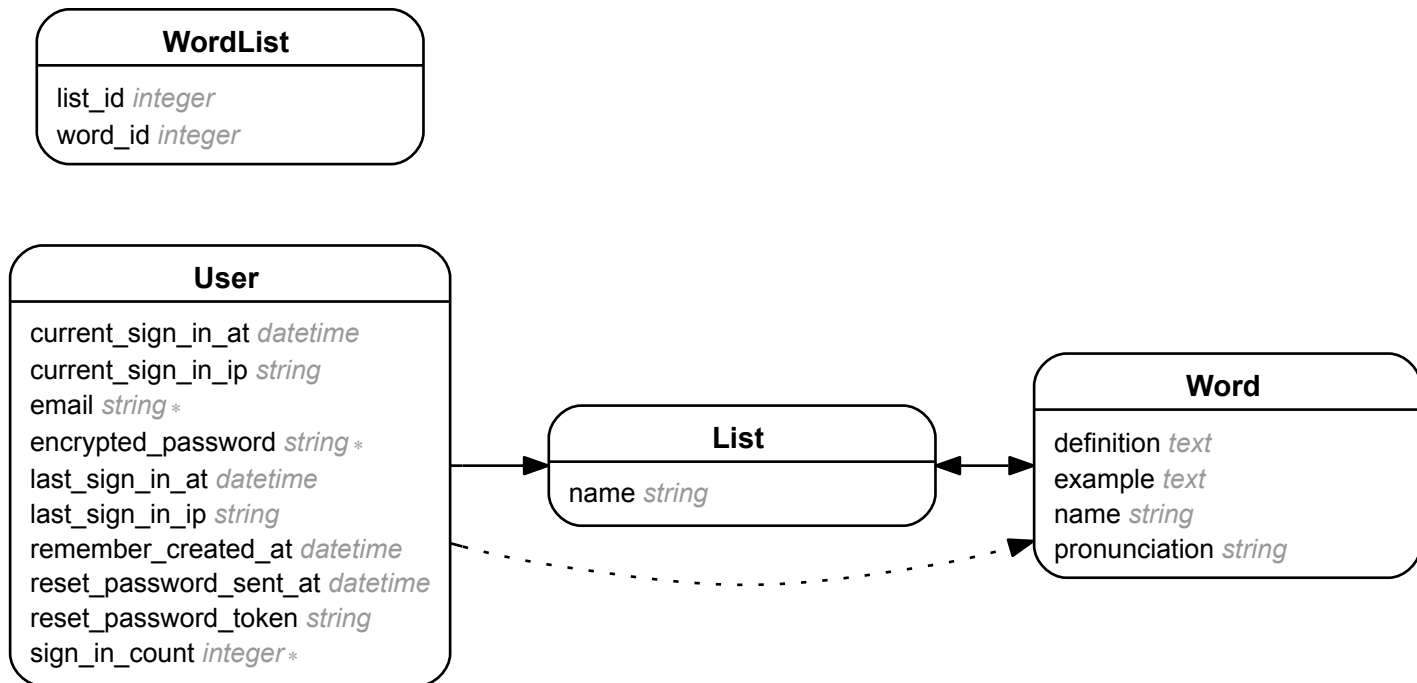 WordList
list_id integer
word_id integer
User
current_sign_in_at datetime
current_sign_in_ip string
email string *
encrypted_password string *
last_sign_in_at datetime
last_sign_in_ip string
remember_created_at datetime
reset_password_sent_at datetime
reset_password_token string
sign_in_count integer *
List
name string
Word
definition text
example text
name string
pronunciation string